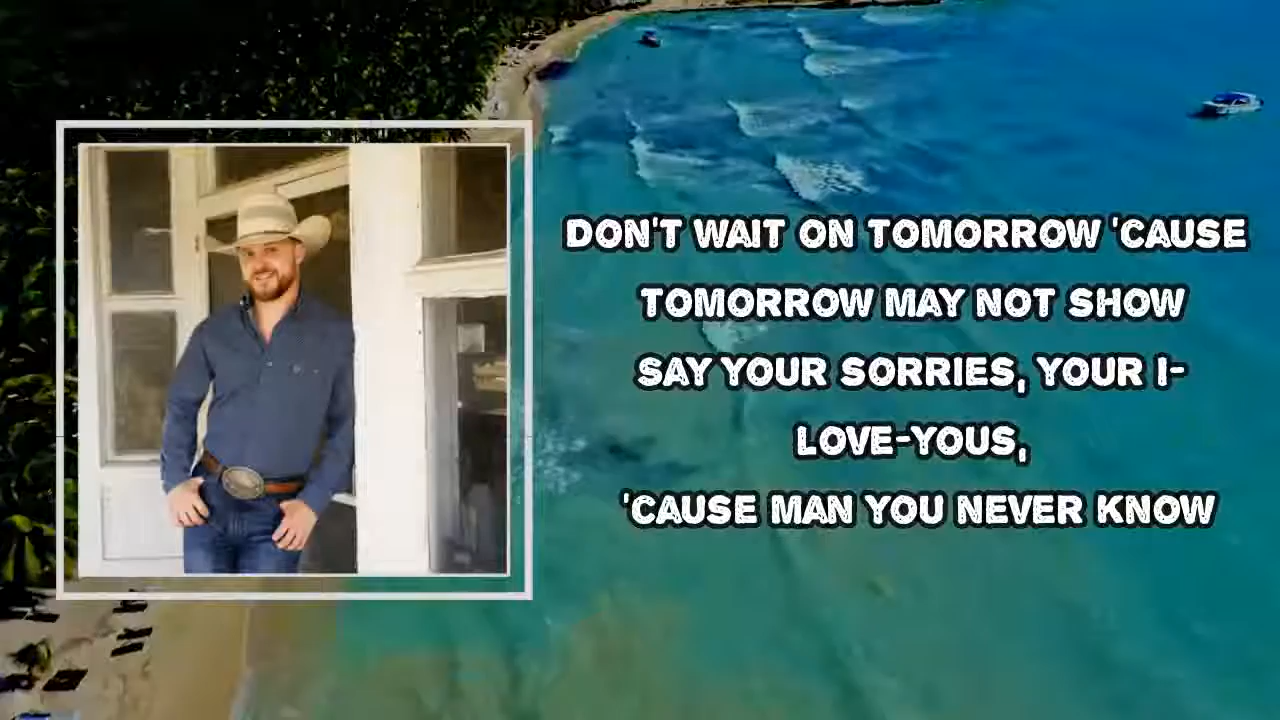 DON'T WAIT ON TOMORROW 'CAUSE
TOMORROW MAY NOT SHOW
SAY YOUR SORRIES, YOUR I-
LOVE-YOUS,
'CAUSE MAN YOU NEVER KNOW